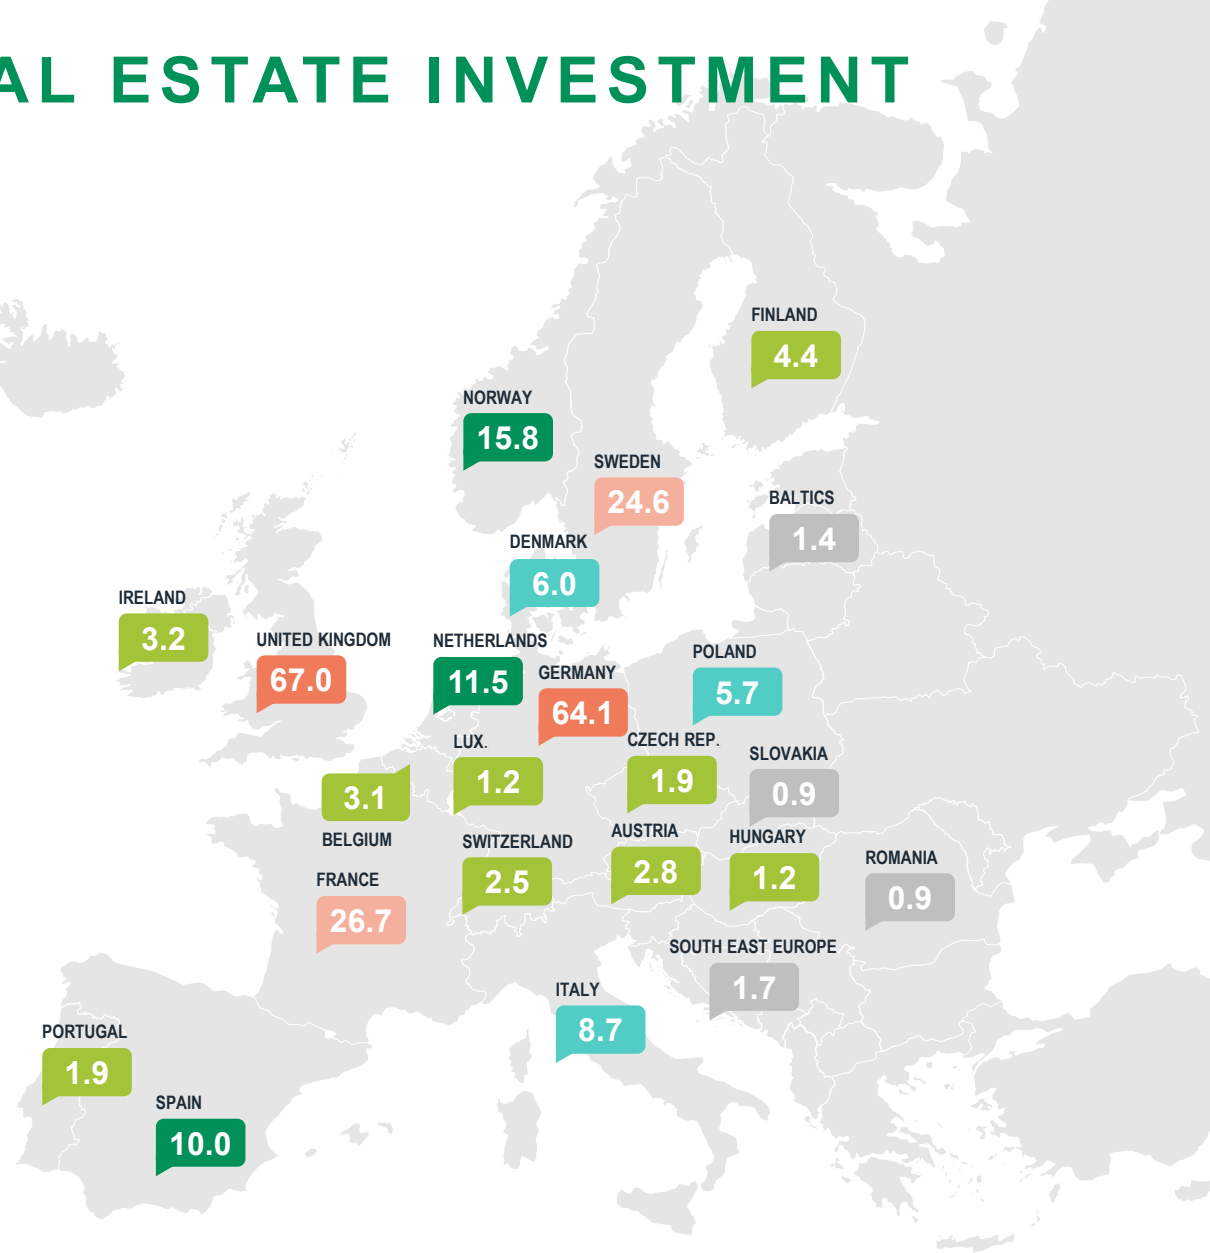 AL ESTATE INVESTMENT
FINLAND
4.4
NORWAY
15.8
SWEDEN
24.6
BALTICS
1.4
DENMARK
6.0
IRELAND
3.2
UNITED KINGDOM
67.0
NETHERLANDS
11.5
GERMANY
64.1
POLAND
5.7
LUX.
1.2
CZECH REP.
1.9
SLOVAKIA
0.9
3.1
BELGIUM
SWITZERLAND
2.5
AUSTRIA
2.8
HUNGARY
1.2
ROMANIA
0.9
FRANCE
26.7
SOUTH EAST EUROPE
1.7
ITALY
8.7
PORTUGAL
1.9
SPAIN
10.0